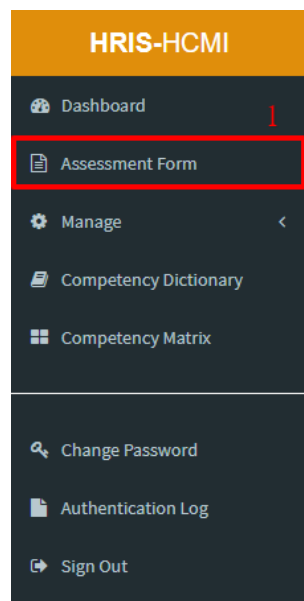 HRIS-HCMI
Dashboard
1
Assessment Form
Manage
Competency Dictionary
Competency Matrix
Change Password
Authentication Log
Sign Out